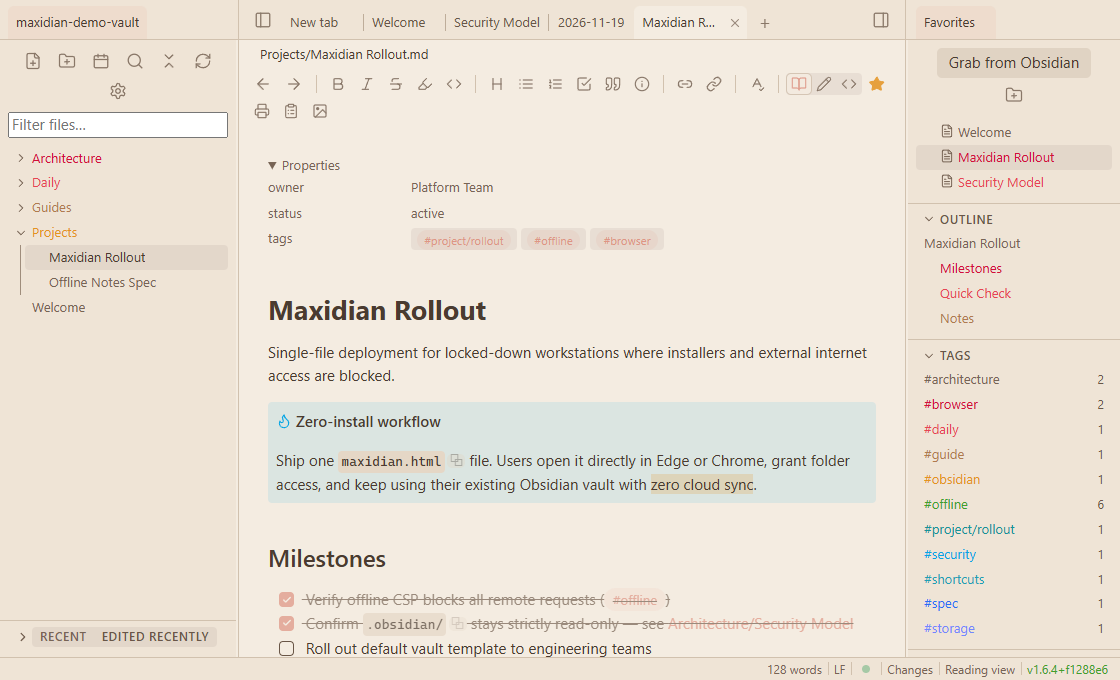 maxidian-demo-vault
New tab
Welcome
Security Model
2026-11-19
Maxidian R...
Favorites
Projects/Maxidian Rollout.md
Filter files...
Architecture
Daily
Guides
Projects
Maxidian Rollout
Offline Notes Spec
Welcome
RECENT EDITED RECENTLY
Properties
owner Platform Team
status active
tags #project/rollout #offline #browser
Maxidian Rollout
Single-file deployment for locked-down workstations where installers and external internet
access are blocked.
Zero-install workflow
Ship one maxidian.html file. Users open it directly in Edge or Chrome, grant folder
access, and keep using their existing Obsidian vault with zero cloud sync.
Milestones
Verify offline CSP blocks all remote requests ( #offline )
Confirm .obsidian/ stays strictly read-only — see Architecture/Security Model
Roll out default vault template to engineering teams
Grab from Obsidian
Welcome
Maxidian Rollout
Security Model
OUTLINE
Maxidian Rollout
Milestones
Quick Check
Notes
TAGS
#architecture 2
#browser 2
#daily 1
#guide 1
#obsidian 1
#offline 6
#project/rollout 1
#security 1
#shortcuts 1
#spec 1
#storage 1
128 words LF Changes Reading view v1.6.4+f1288e6